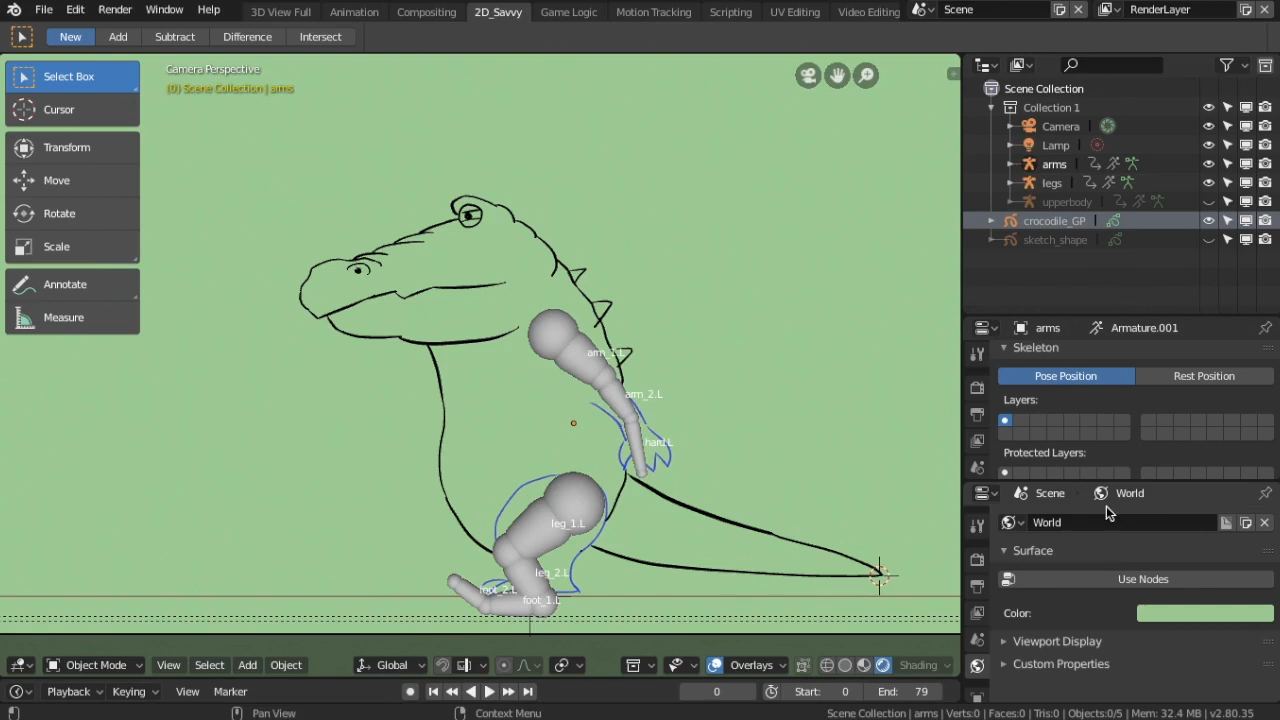 File Edit Render Window Help 3D View Full Animation Compositing 2D_Savvy Game Logic Motion Tracking Scripting UV Editing Video Editing Scene RenderLayer
New Add Subtract Difference Intersect
Select Box
Cursor
Transform
Move
Rotate
Scale
Annotate
Measure
Camera Perspective
(0) Scene Collection | arms
arm_1.L
arm_2.L
hand.L
leg_1.L
leg_2.L
foot_2.L
foot_1.L
Scene Collection
Collection 1
Camera
Lamp
arms
legs
upperbody
crocodile_GP
sketch_shape
arms Armature.001
Skeleton
Pose Position Rest Position
Layers:
Protected Layers:
Scene World
World
Surface
Use Nodes
Color:
Viewport Display
Custom Properties
Object Mode View Select Add Object Global Overlays Shading
Playback Keying View Marker 0 Start: 0 End: 79
Pan View Context Menu Scene Collection | arms | Verts:0 | Faces:0 | Tris:0 | Objects:0/5 | Mem: 32.4 MB | v2.80.35